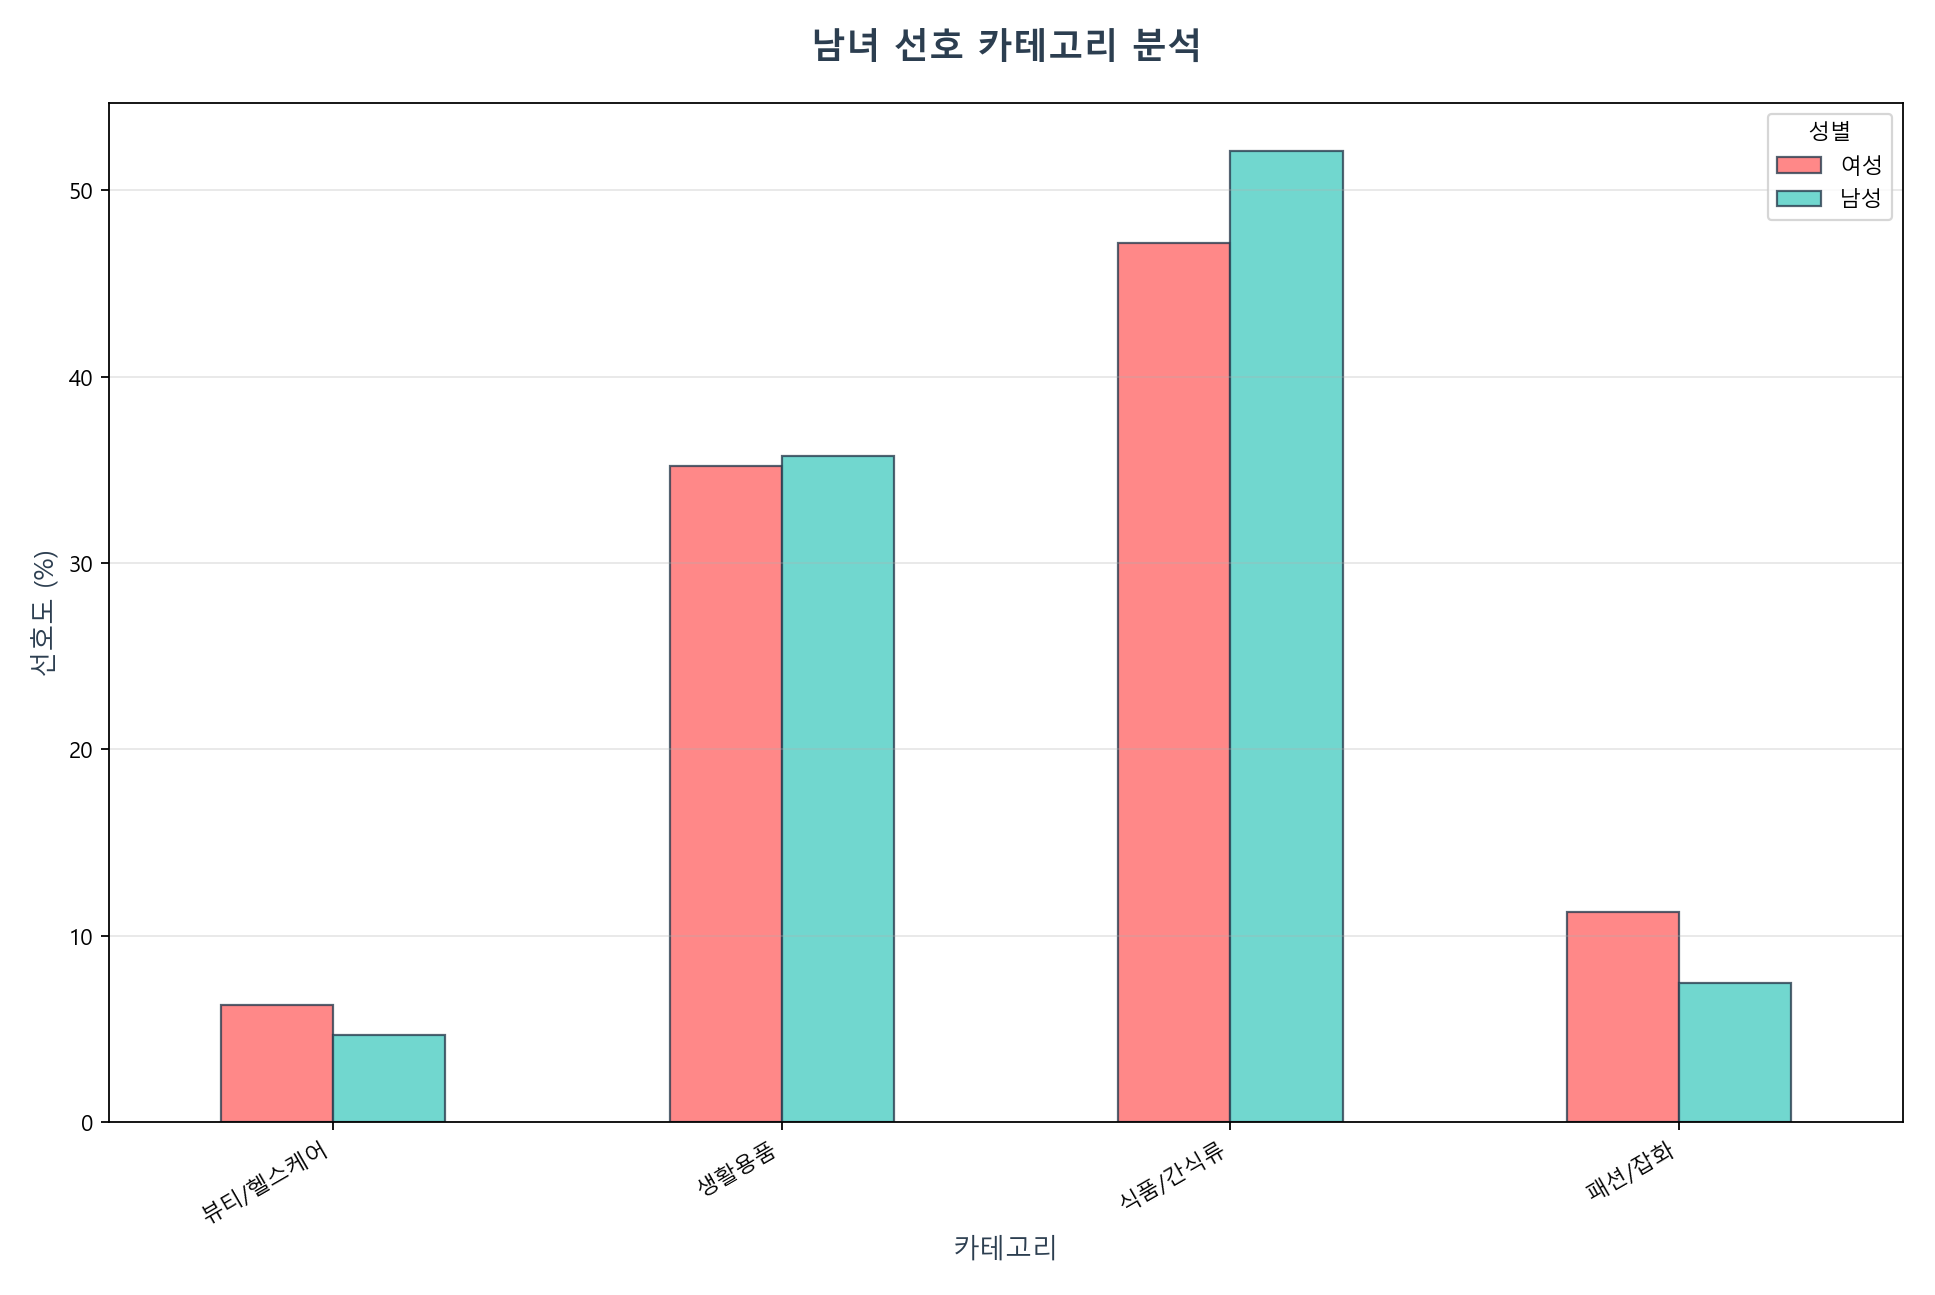 남녀 선호 카테고리 분석
성별
여성
남성
선호도 (%)
50
40
30
20
10
0
뷰티/헬스케어
생활용품
식품/간식류
패션/잡화
카테고리